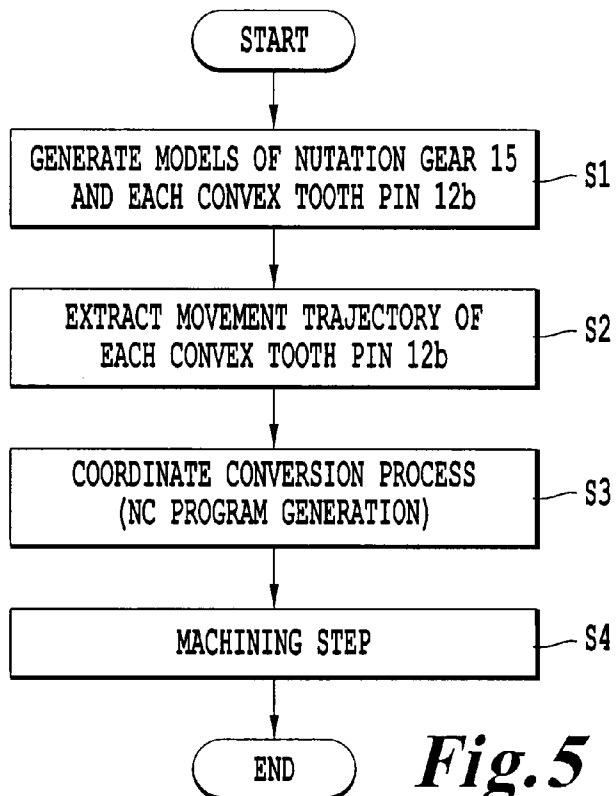 START
GENERATE MODELS OF NUTATION GEAR 15
AND EACH CONVEX TOOTH PIN 12b
S1
EXTRACT MOVEMENT TRAJECTORY OF
EACH CONVEX TOOTH PIN 12b
S2
COORDINATE CONVERSION PROCESS
(NC PROGRAM GENERATION)
S3
MACHINING STEP
S4
END
Fig.5